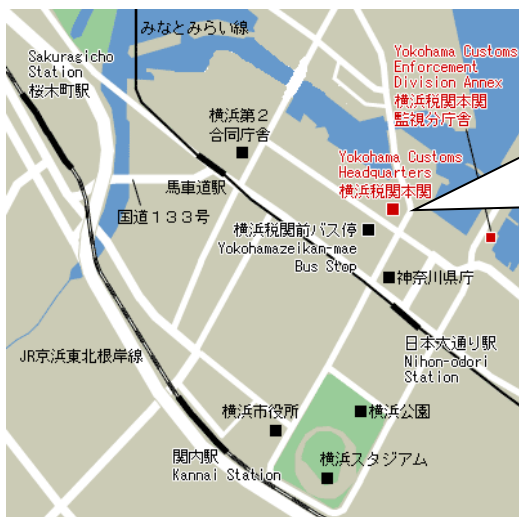 みなとみらい線
Sakuragicho
Station
桜木町駅
Yokohama Customs
Enforcement
Division Annex
横浜税関本関
監視分庁舎
横浜第2
合同庁舎
Yokohama Customs
Headquarters
横浜税関本関
馬車道駅
国道133号
横浜税関前バス停
Yokohamazeikan-mae
Bus Stop
神奈川県庁
日本大通り駅
Nihon-odori
Station
JR京浜東北根岸線
横浜市役所
横浜公園
関内駅
Kannai Station
横浜スタジアム